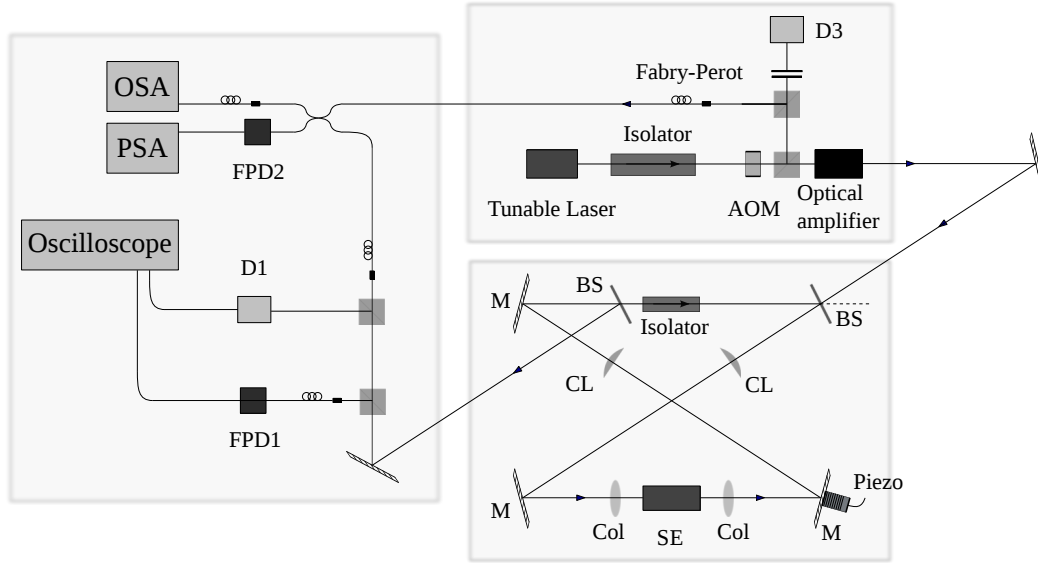 OSA
PSA
FPD2
Oscilloscope
D1
FPD1
D3
Fabry-Perot
Isolator
Tunable Laser
AOM
Optical
amplifier
M
BS
Isolator
BS
CL
CL
M
Col
SE
Col
M
Piezo